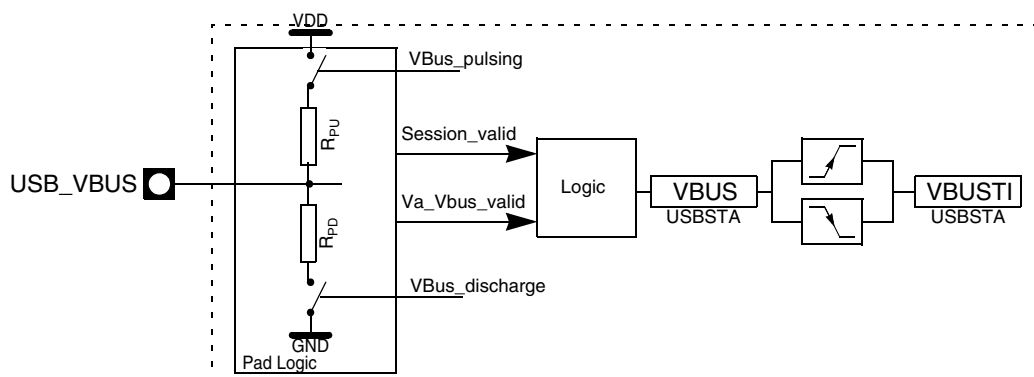 VDD
VBus_pulsing
RPU
Session_valid
USB_VBUS
Logic
VBUS
USBSTA
VBUSTI
USBSTA
Va_Vbus_valid
RPD
VBus_discharge
GND
Pad Logic